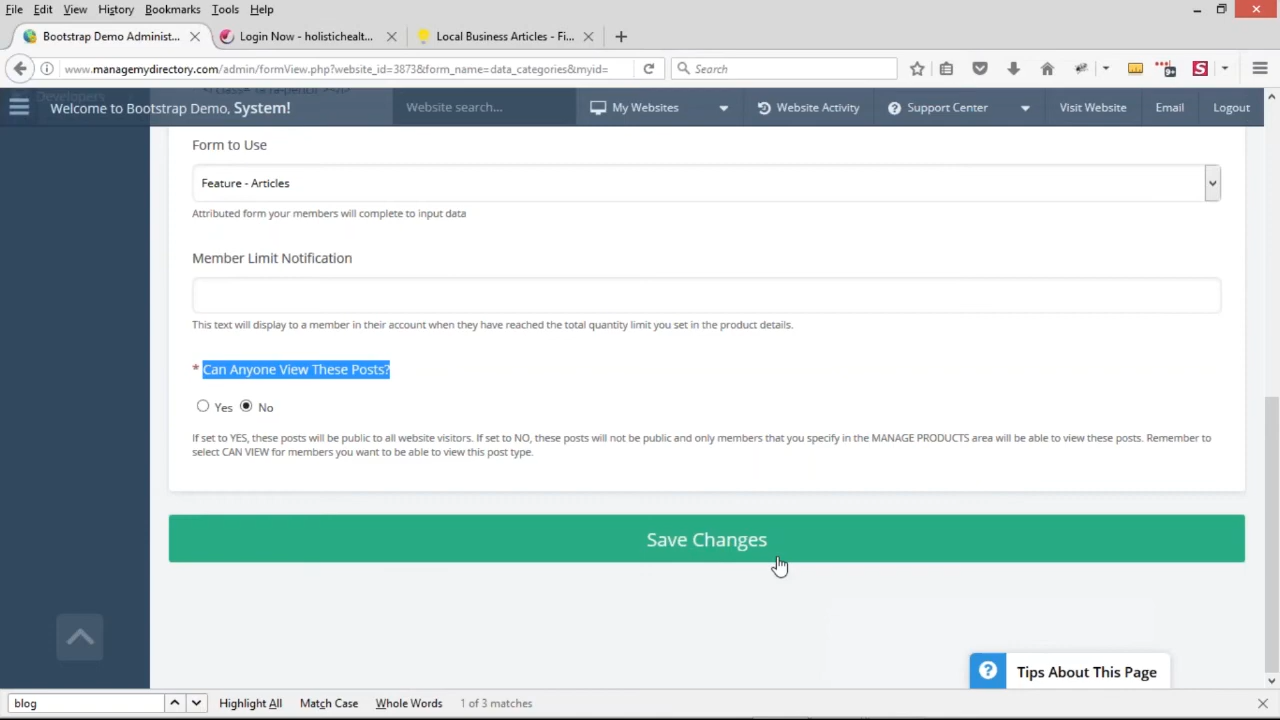 File Edit View History Bookmarks Tools Help
Bootstrap Demo Administ... Login Now - holistichealt... Local Business Articles - Fi...
www.managemydirectory.com/admin/formView.php?website_id=3873&form_name=data_categories&myid= Search
Welcome to Bootstrap Demo, System! Website search... My Websites Website Activity Support Center Visit Website Email Logout
Form to Use
Feature - Articles
Attributed form your members will complete to input data
Member Limit Notification
This text will display to a member in their account when they have reached the total quantity limit you set in the product details.
* Can Anyone View These Posts?
Yes No
If set to YES, these posts will be public to all website visitors. If set to NO, these posts will not be public and only members that you specify in the MANAGE PRODUCTS area will be able to view these posts. Remember to
select CAN VIEW for members you want to be able to view this post type.
Save Changes
Tips About This Page
blog Highlight All Match Case Whole Words 1 of 3 matches